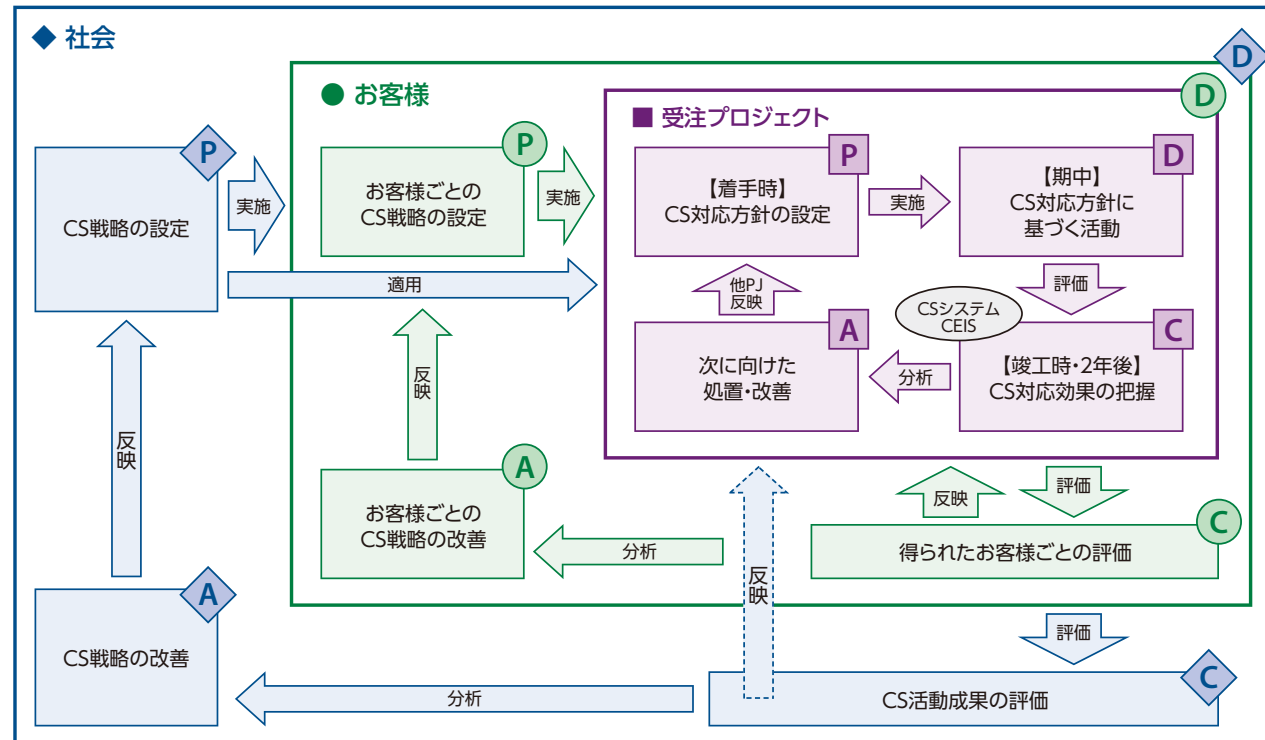 ◆ 社会
D
● お客様
D
■ 受注プロジェクト
P
CS戦略の設定
実施
P
お客様ごとの
CS戦略の設定
実施
P
【着手時】
CS対応方針の設定
実施
D
【期中】
CS対応方針に
基づく活動
適用
他PJ
反映
評価
CSシステム
CEIS
A
次に向けた
処置・改善
分析
C
【竣工時・2年後】
CS対応効果の把握
反映
反映
A
お客様ごとの
CS戦略の改善
分析
反映
反映
評価
C
得られたお客様ごとの評価
A
CS戦略の改善
分析
評価
C
CS活動成果の評価